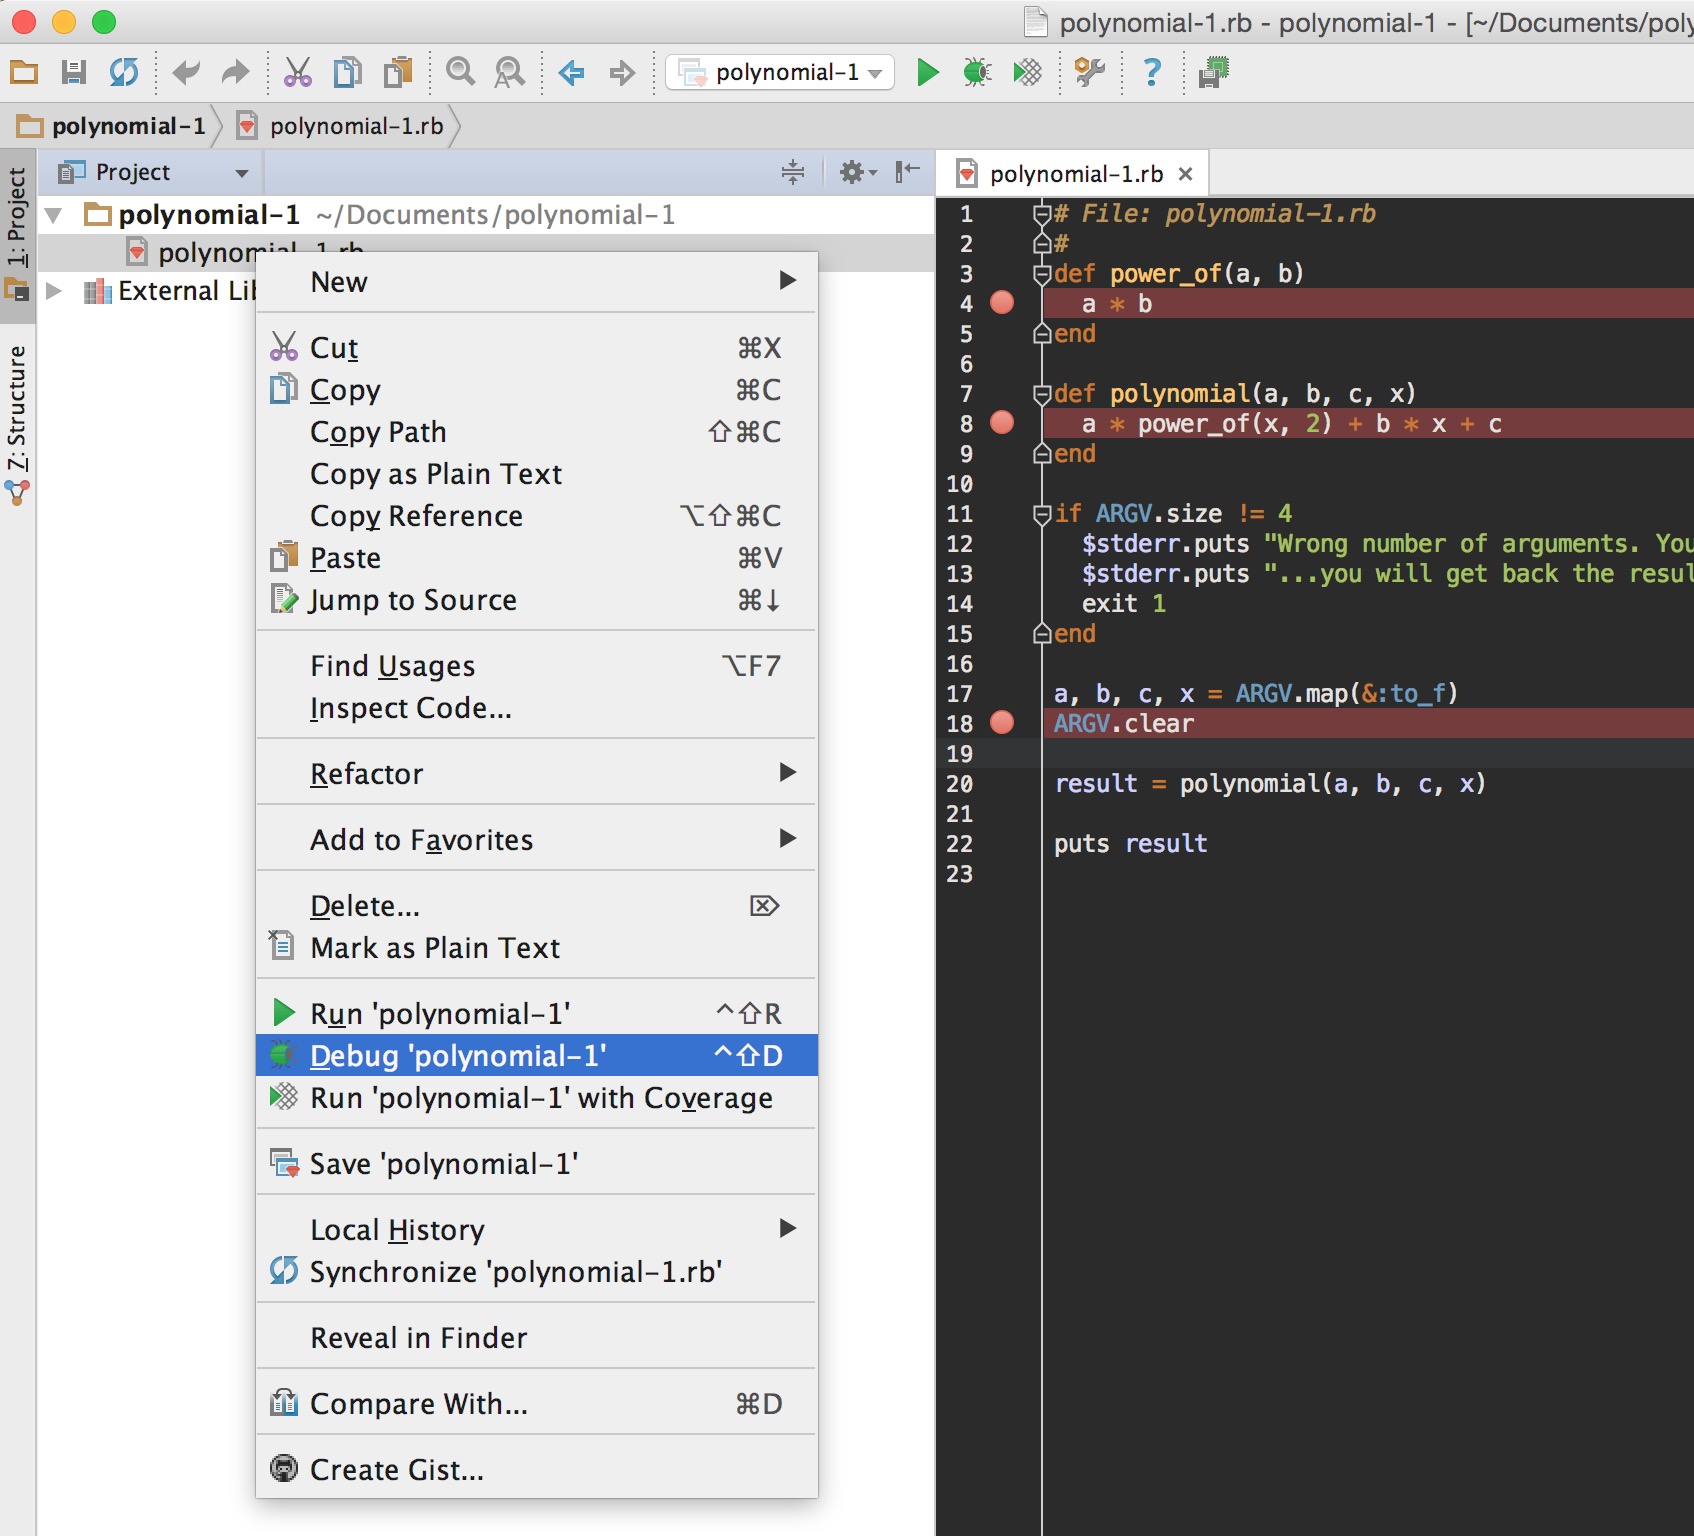 polynomial-1.rb - polynomial-1 - [~/Documents/poly
polynomial-1
?
polynomial-1 polynomial-1.rb
1: Project
7: Structure
Project
polynomial-1 ~/Documents/polynomial-1
polynomial-1.rb
External Lib
New
Cut ⌘X
Copy ⌘C
Copy Path ⇧⌘C
Copy as Plain Text
Copy Reference ⌥⇧⌘C
Paste ⌘V
Jump to Source ⌘↓
Find Usages ⌥F7
Inspect Code...
Refactor
Add to Favorites
Delete... ⌦
Mark as Plain Text
Run 'polynomial-1' ^⇧R
Debug 'polynomial-1' ^⇧D
Run 'polynomial-1' with Coverage
Save 'polynomial-1'
Local History
Synchronize 'polynomial-1.rb'
Reveal in Finder
Compare With... ⌘D
Create Gist...
polynomial-1.rb ×
1 # File: polynomial-1.rb
2 #
3 def power_of(a, b)
4   a * b
5 end
6
7 def polynomial(a, b, c, x)
8   a * power_of(x, 2) + b * x + c
9 end
10
11 if ARGV.size != 4
12   $stderr.puts "Wrong number of arguments. You
13   $stderr.puts "...you will get back the resul
14   exit 1
15 end
16
17 a, b, c, x = ARGV.map(&:to_f)
18 ARGV.clear
19
20 result = polynomial(a, b, c, x)
21
22 puts result
23